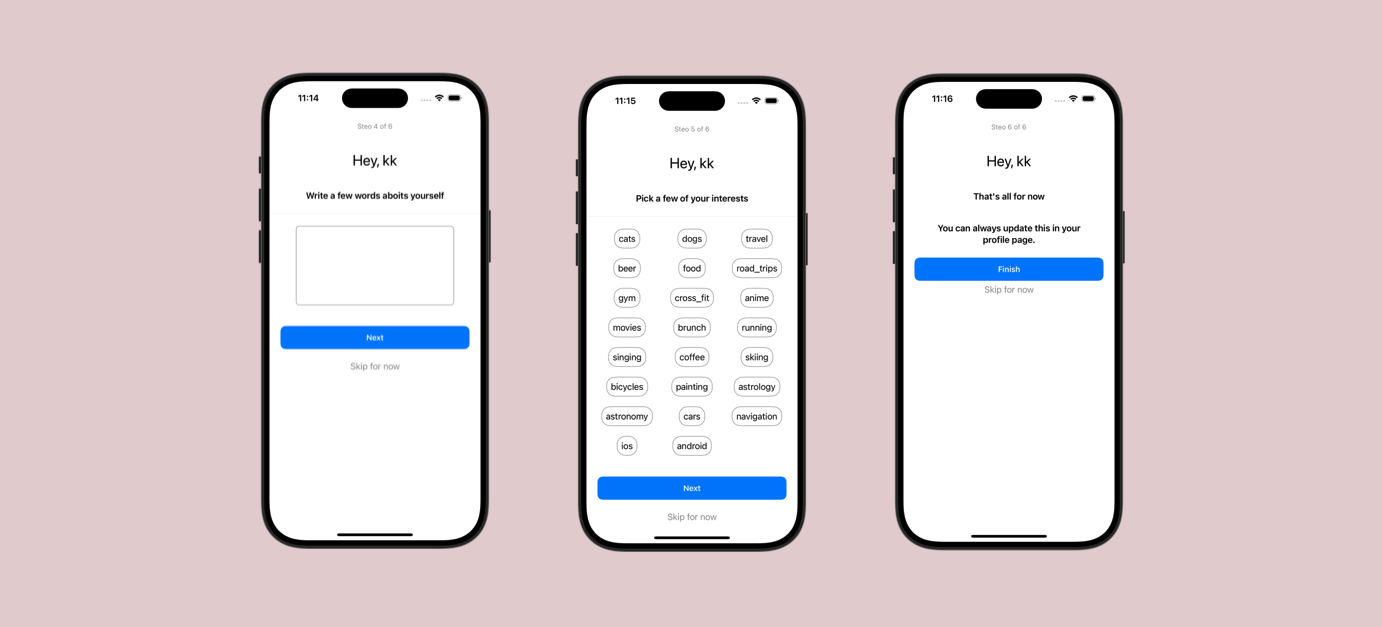 11:14
Steo 4 of 6
Hey, kk
Write a few words aboits yourself
Next
Skip for now
11:15
Steo 5 of 6
Hey, kk
Pick a few of your interests
cats dogs travel
beer food road_trips
gym cross_fit anime
movies brunch running
singing coffee skiing
bicycles painting astrology
astronomy cars navigation
ios android
Next
Skip for now
11:16
Steo 6 of 6
Hey, kk
That's all for now
You can always update this in your
profile page.
Finish
Skip for now